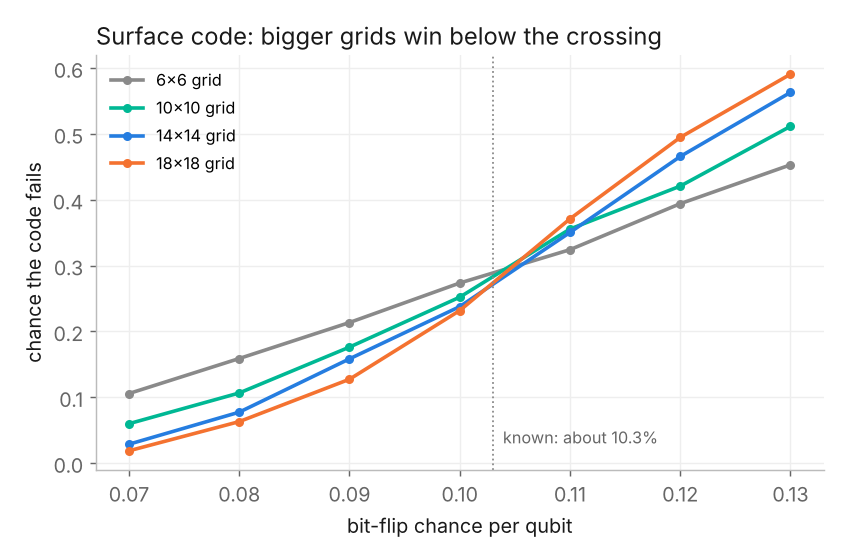 Surface code: bigger grids win below the crossing
6×6 grid
10×10 grid
14×14 grid
18×18 grid
chance the code fails
0.6
0.5
0.4
0.3
0.2
0.1
0.0
known: about 10.3%
0.07 0.08 0.09 0.10 0.11 0.12 0.13
bit-flip chance per qubit